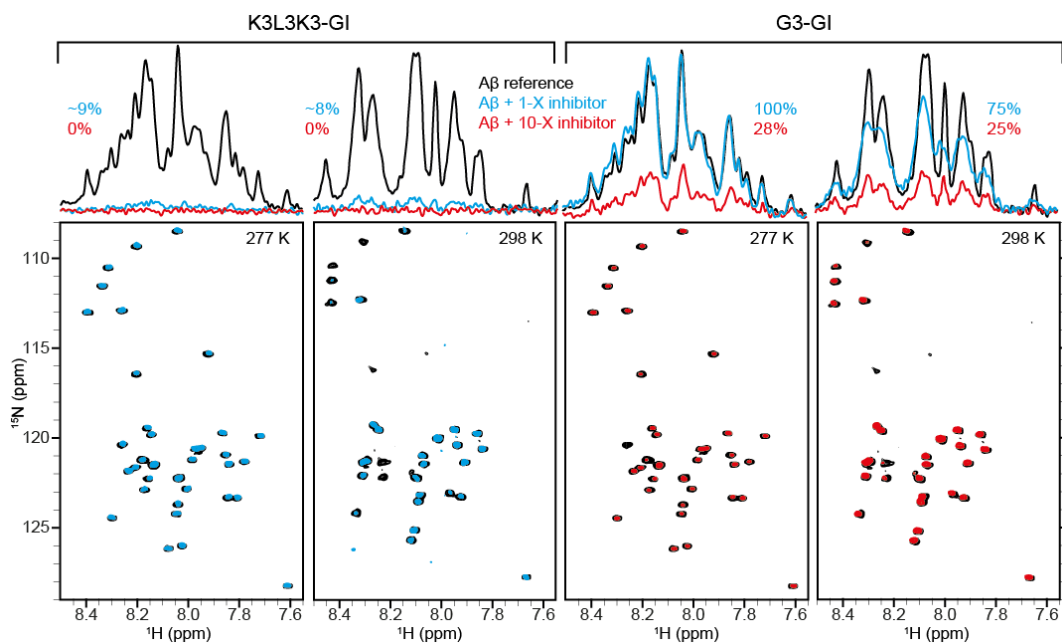 K3L3K3-GI
G3-GI
~9%
0%
~8%
0%
Aβ reference
Aβ + 1-X inhibitor
Aβ + 10-X inhibitor
100%
28%
75%
25%
277 K
298 K
277 K
298 K
110
115
120
125
¹⁵N (ppm)
8.4 8.2 8.0 7.8 7.6
8.4 8.2 8.0 7.8 7.6
8.4 8.2 8.0 7.8 7.6
8.4 8.2 8.0 7.8 7.6
¹H (ppm)
¹H (ppm)
¹H (ppm)
¹H (ppm)